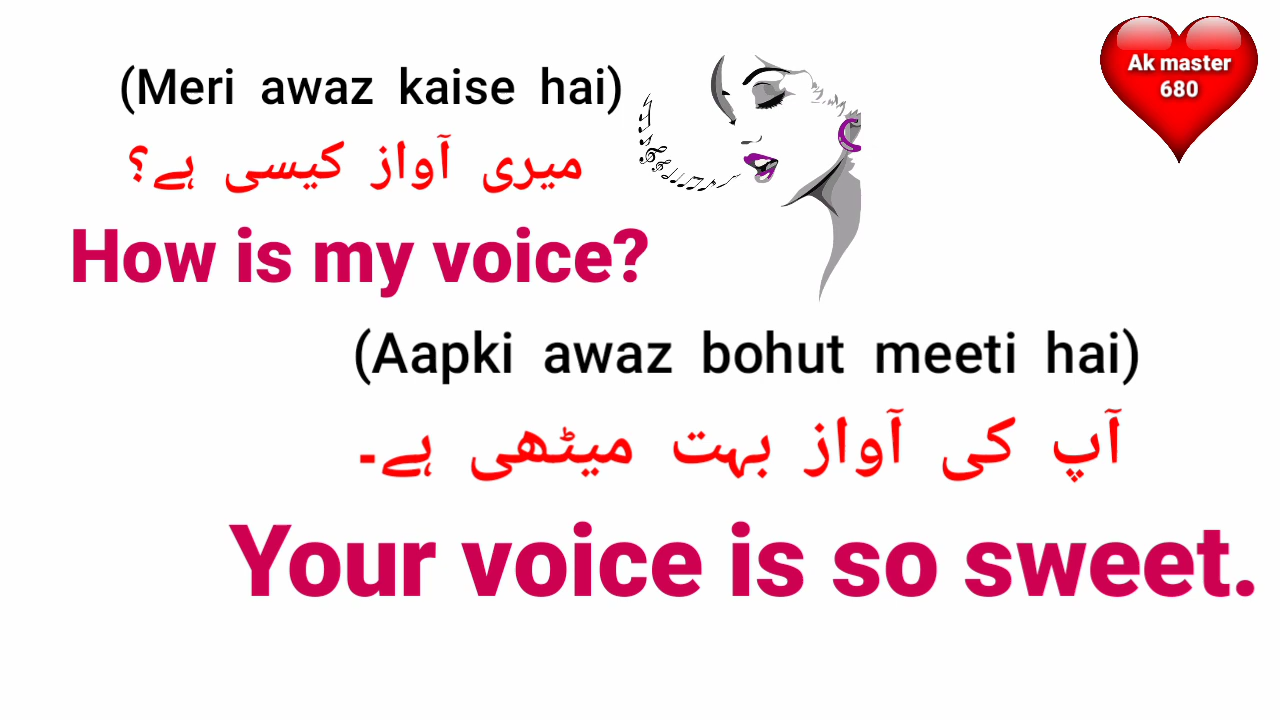 Ak master
680
(Meri awaz kaise hai)
میری آواز کیسی ہے؟
How is my voice?
(Aapki awaz bohut meeti hai)
آپ کی آواز بہت میٹھی ہے۔
Your voice is so sweet.